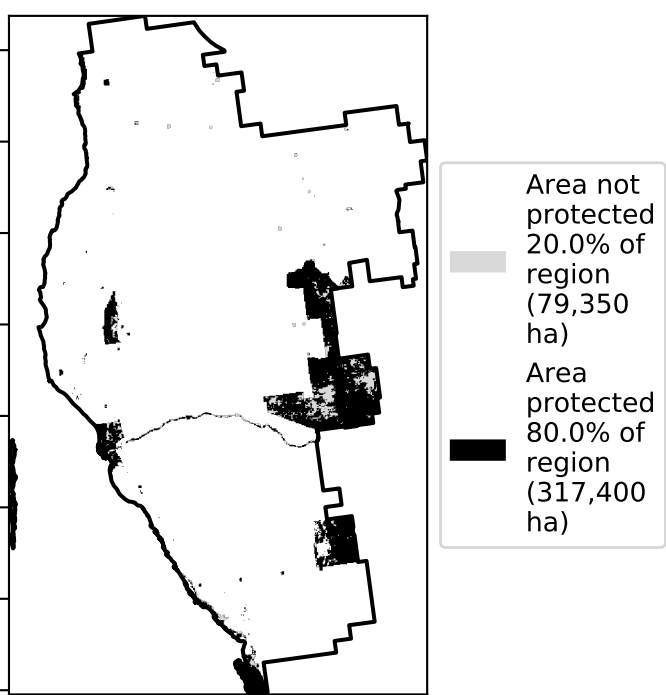 Area not
protected
20.0% of
region
(79,350
ha)
Area
protected
80.0% of
region
(317,400
ha)